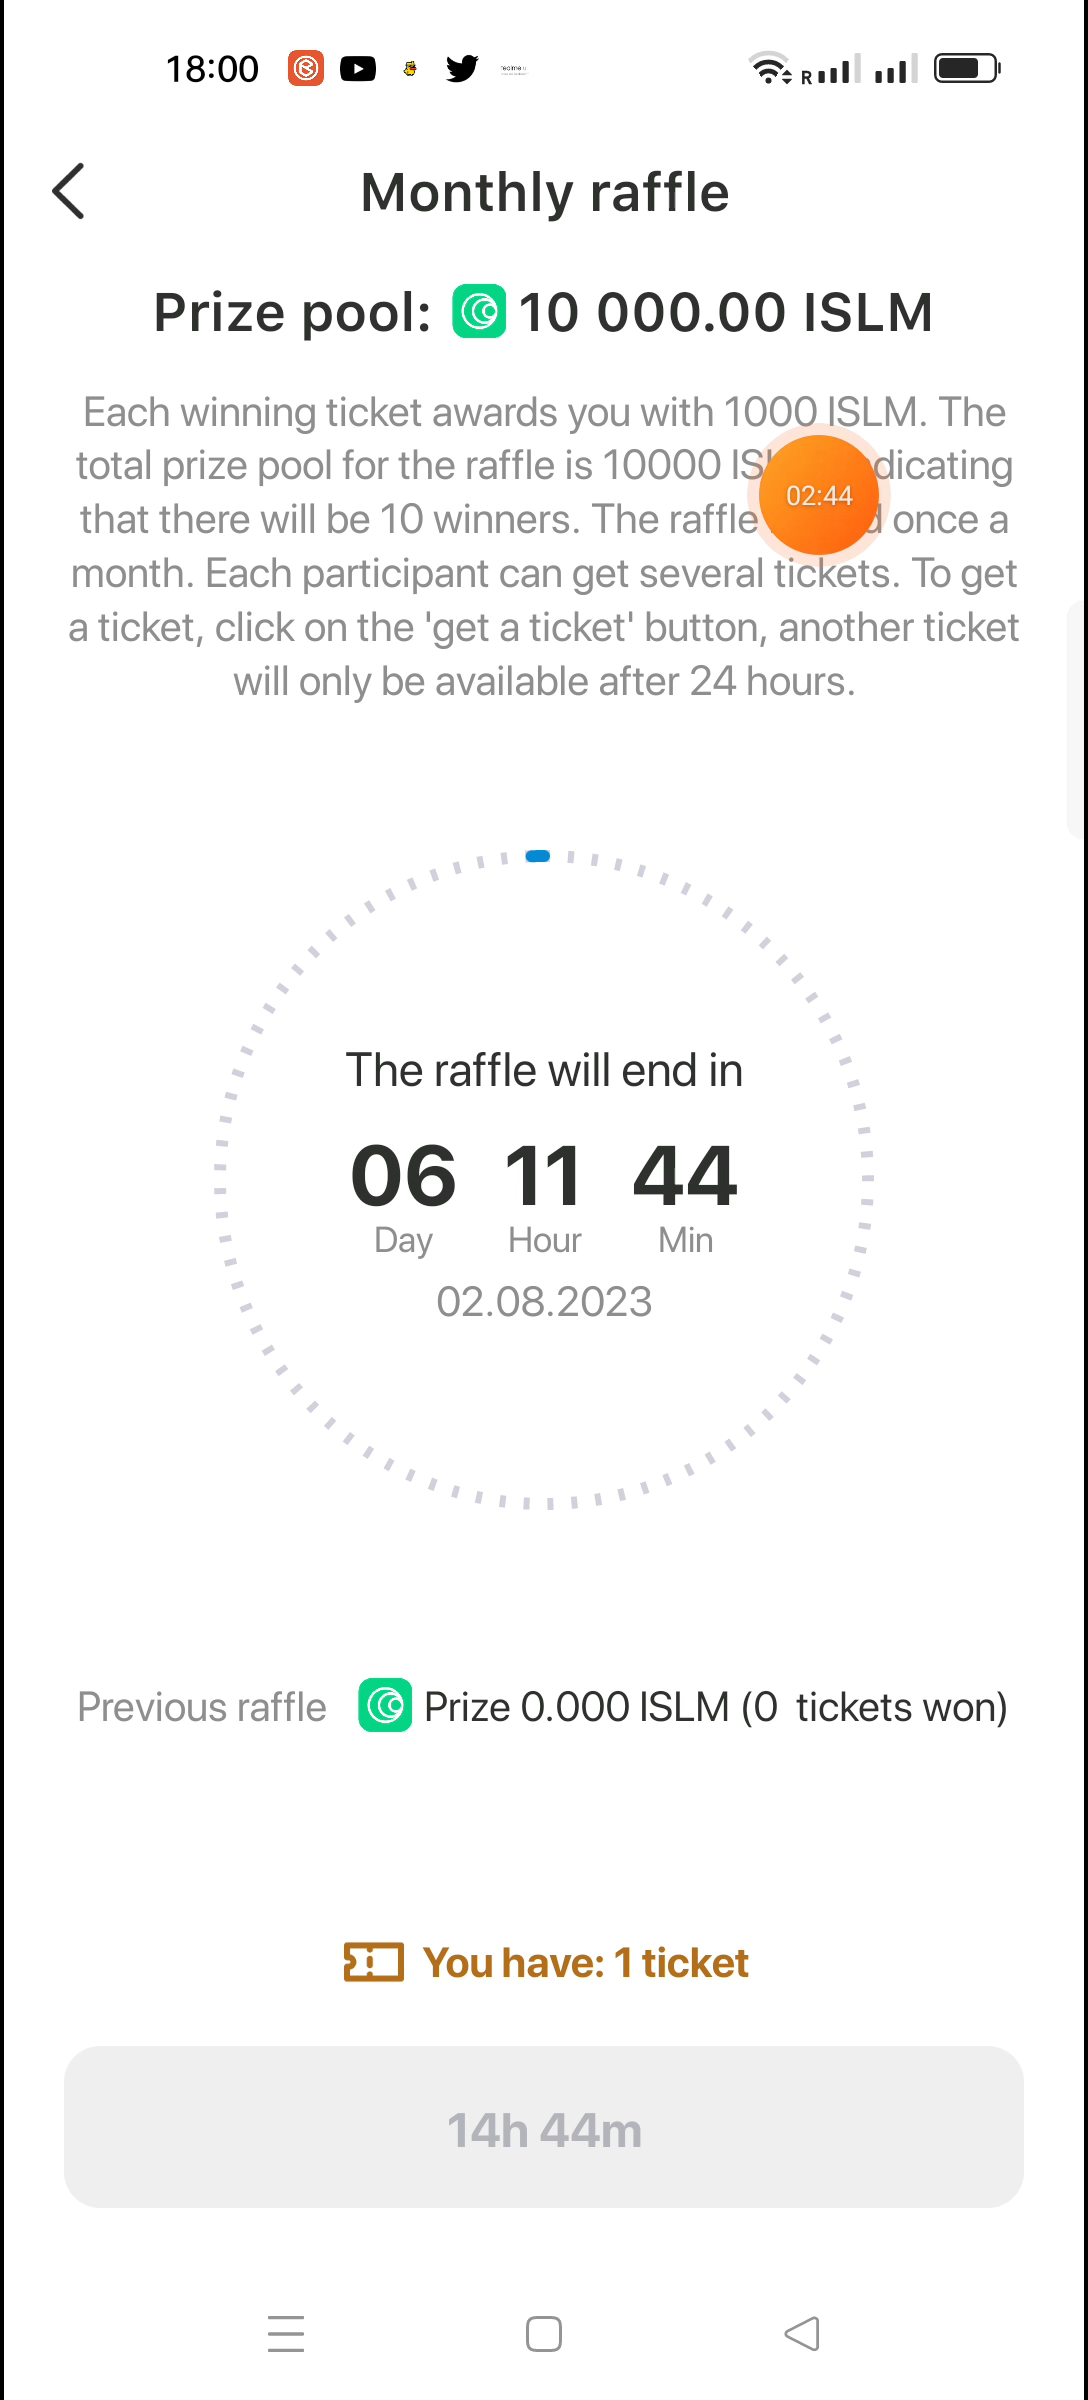 18:00
R
Monthly raffle
Prize pool: 10 000.00 ISLM
Each winning ticket awards you with 1000 ISLM. The
total prize pool for the raffle is 10000 dicating
02:44
that there will be 10 winners. The raffle once a
month. Each participant can get several tickets. To get
a ticket, click on the 'get a ticket' button, another ticket
will only be available after 24 hours.
The raffle will end in
06 11 44
Day Hour Min
02.08.2023
Previous raffle Prize 0.000 ISLM (0 tickets won)
You have: 1 ticket
14h 44m